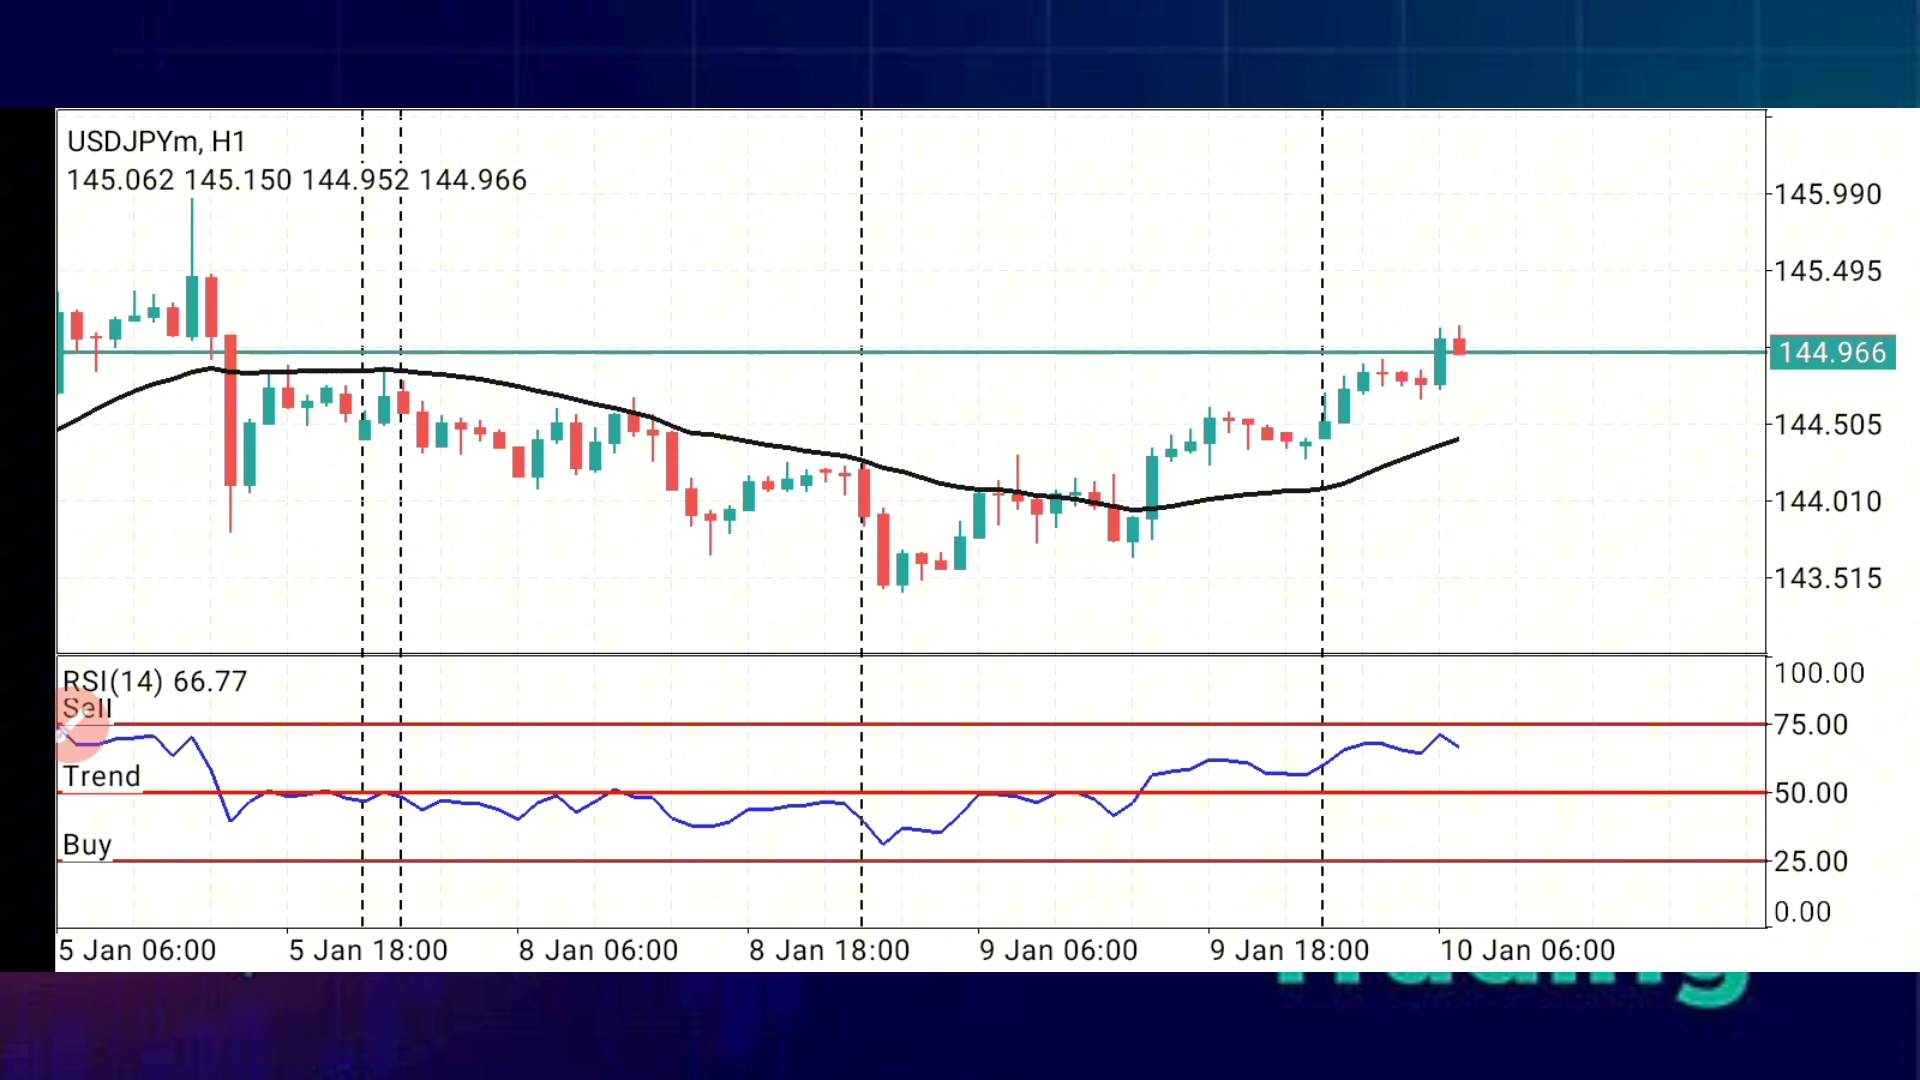 USDJPYm, H1
145.062 145.150 144.952 144.966
145.990
145.495
144.966
144.505
144.010
143.515
RSI(14) 66.77
100.00
Sell
75.00
Trend
50.00
Buy
25.00
0.00
5 Jan 06:00 5 Jan 18:00 8 Jan 06:00 8 Jan 18:00 9 Jan 06:00 9 Jan 18:00 10 Jan 06:00